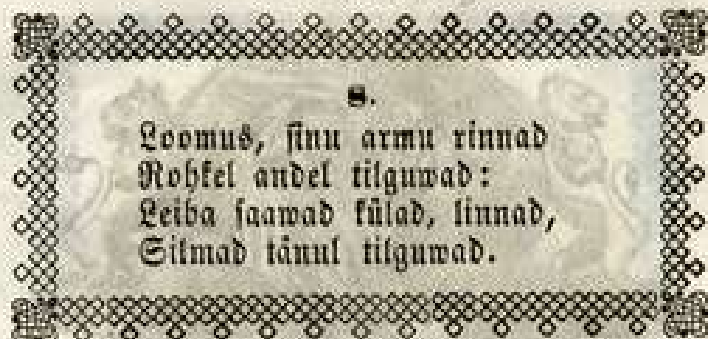 8.
Loomus, sinu armu rinnad
Rohkel andel tilguwad:
Leiba saawad külad, linnad,
Silmad tänul tilguwad.